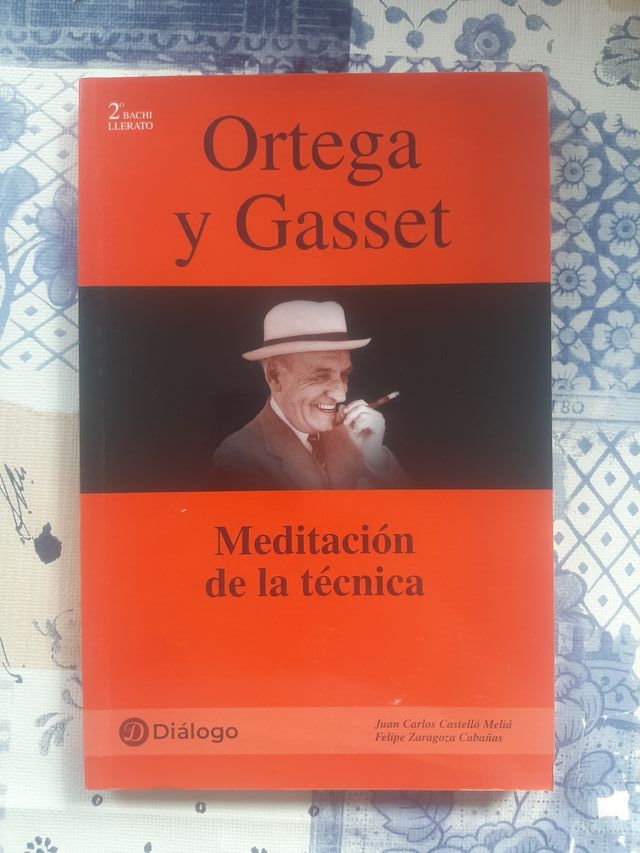 2º BACHI
LLERATO
Ortega
y Gasset
Meditación
de la técnica
D Diálogo
Juan Carlos Castelló Meliá
Felipe Zaragoza Cabañas